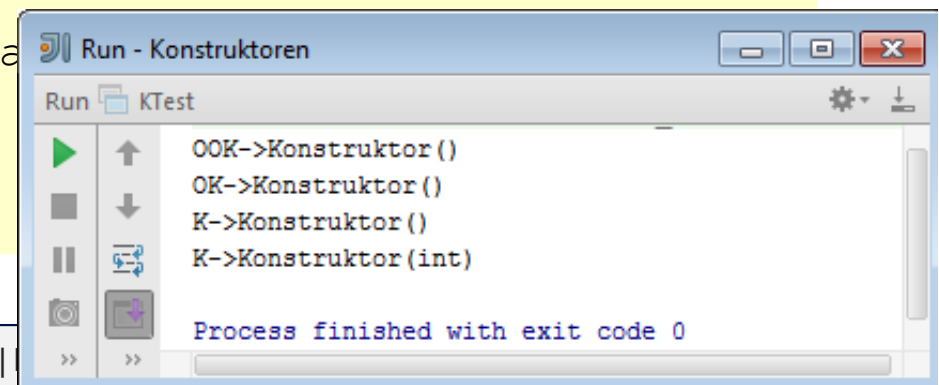 a
Run - Konstruktoren
Run KTest
OOK->Konstruktor()
OK->Konstruktor()
K->Konstruktor()
K->Konstruktor(int)
Process finished with exit code 0